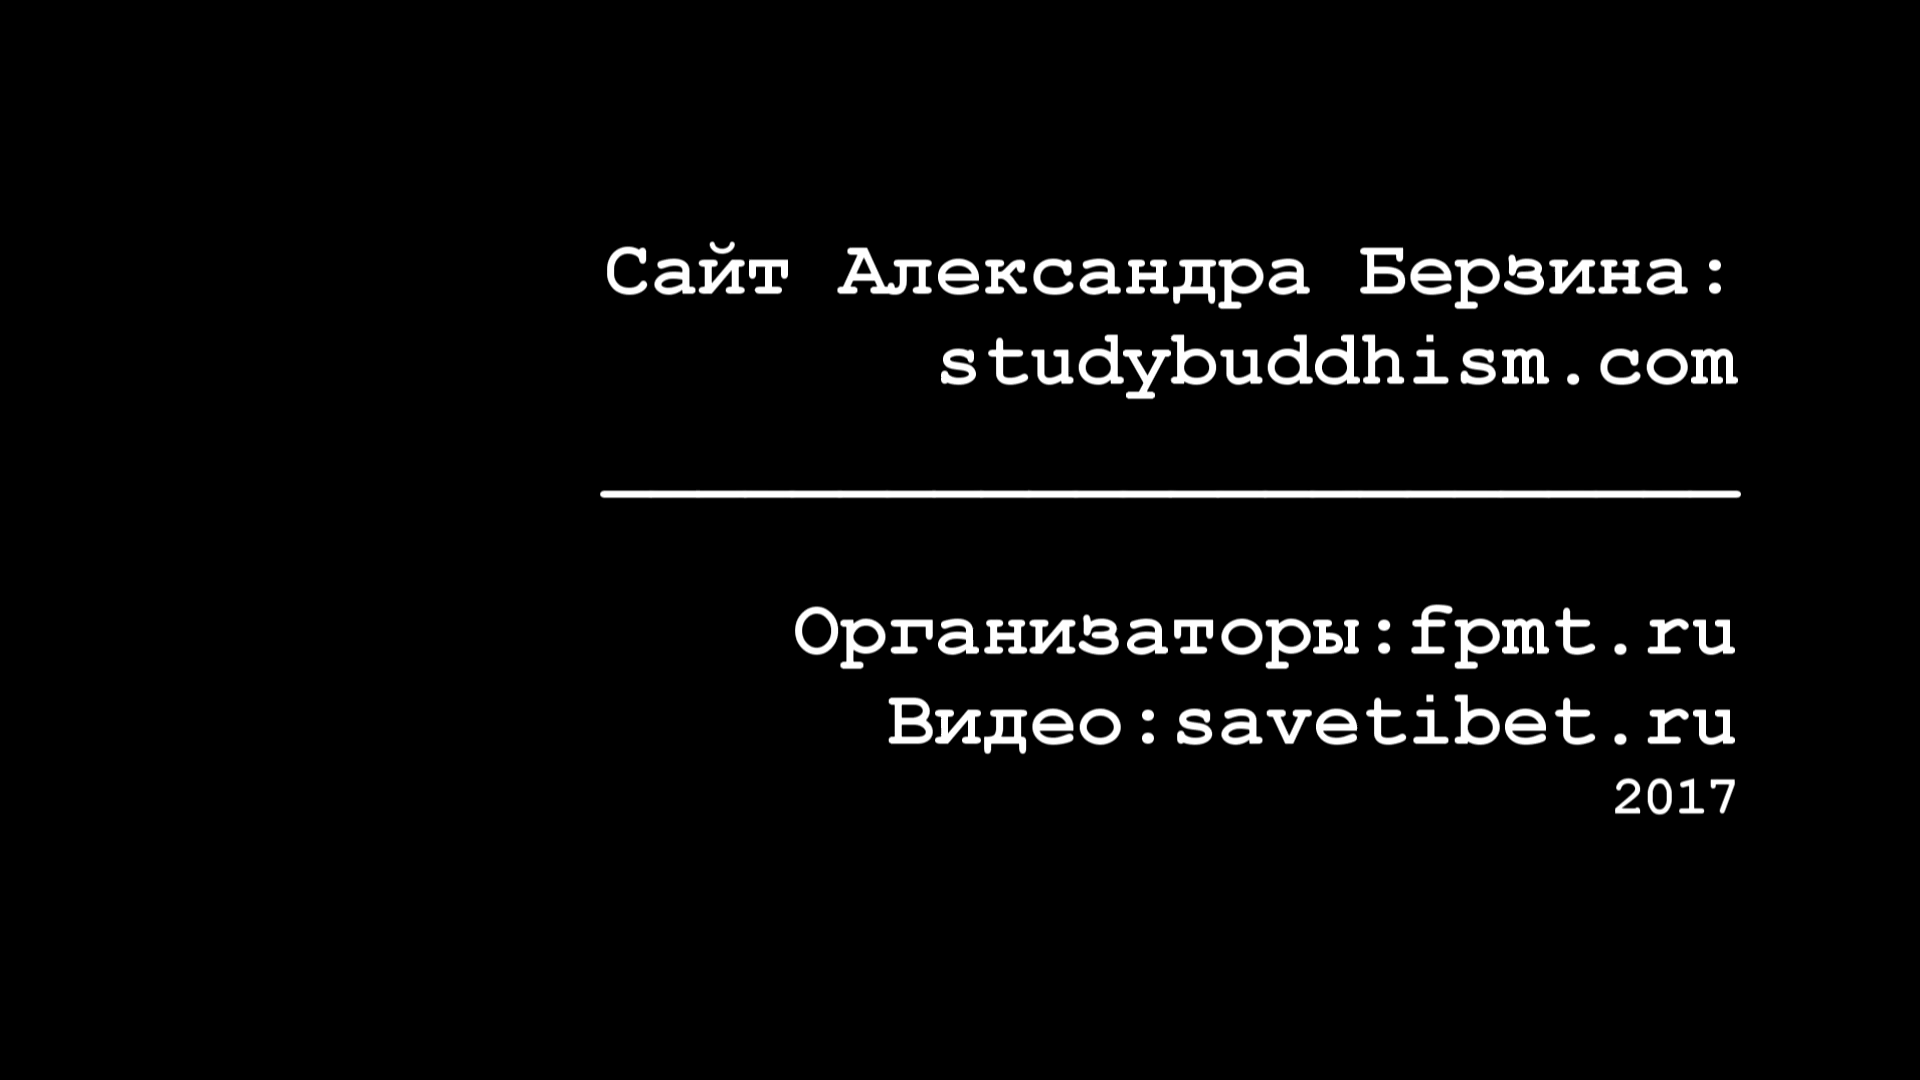 Сайт Александра Берзина:
studybuddhism.com
Организаторы:fpmt.ru
Видео:savetibet.ru
2017